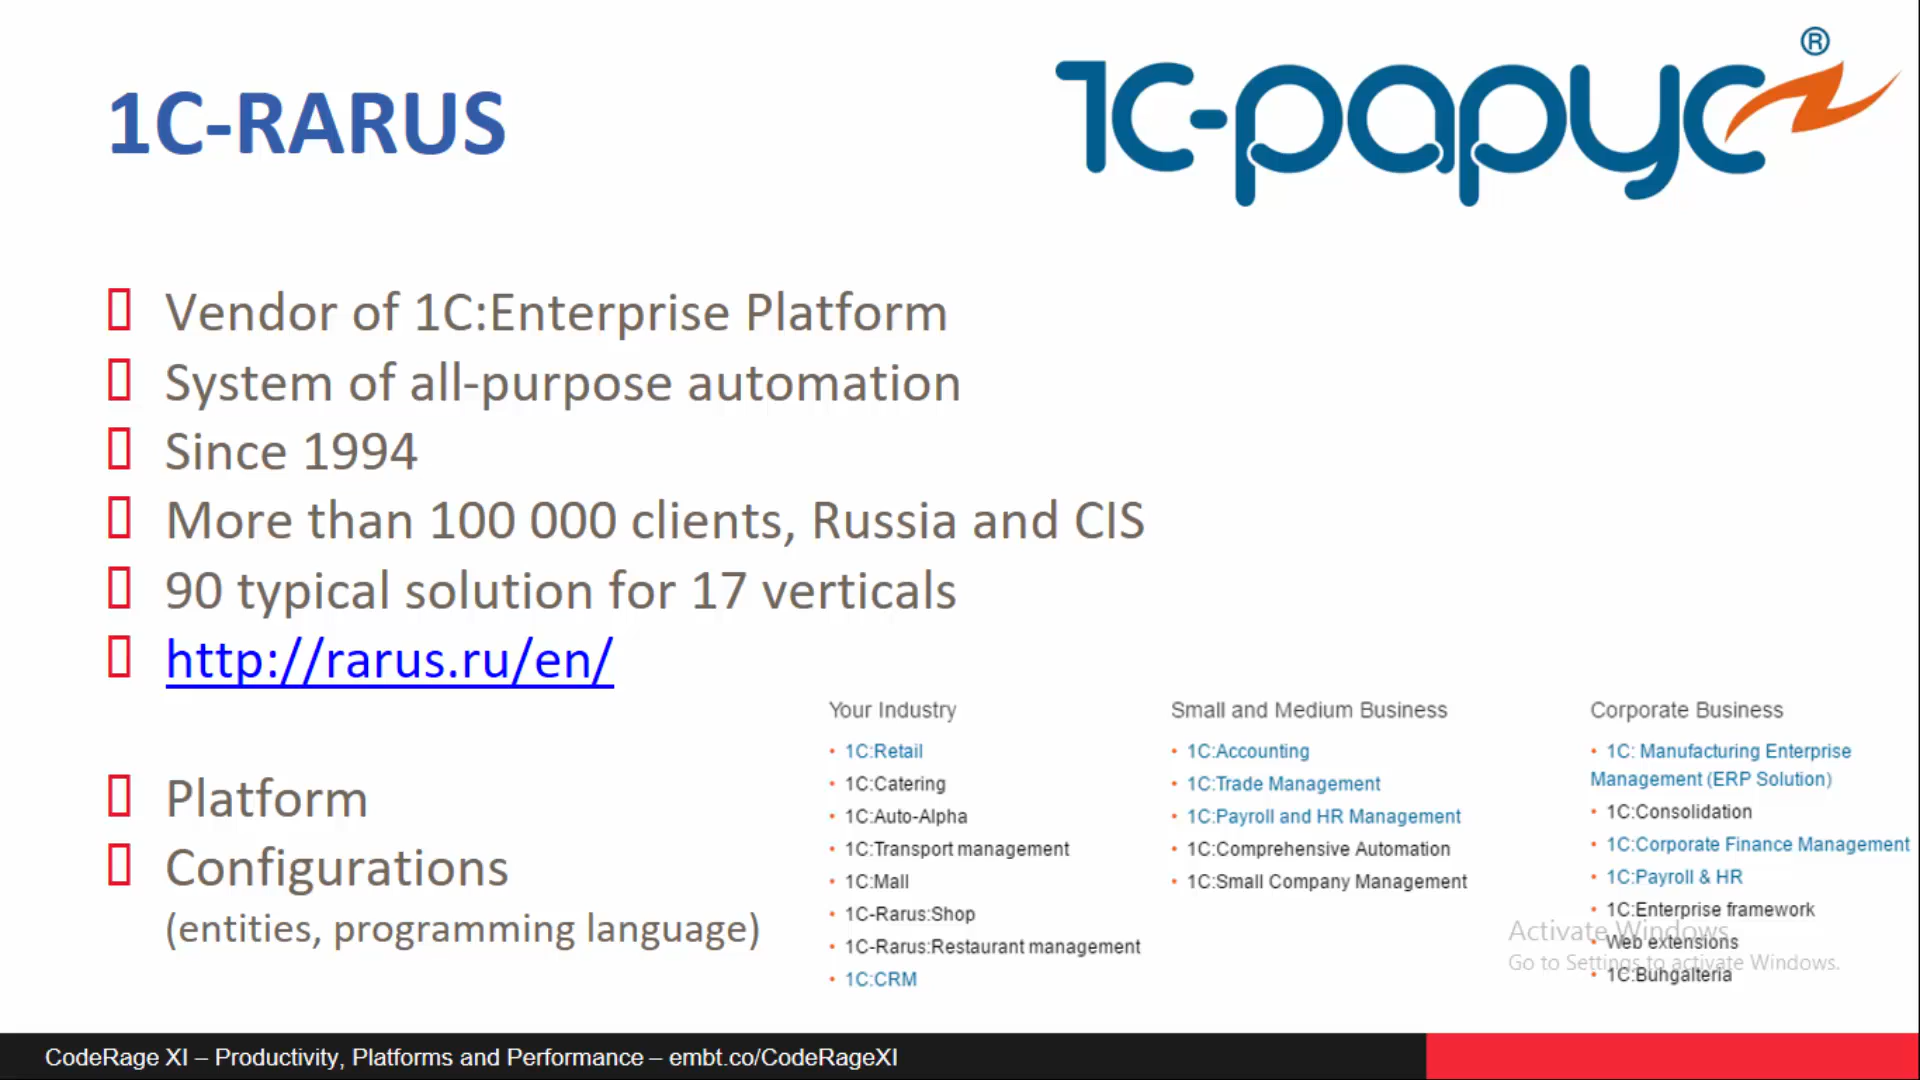 1C-RARUS
1С-рарус®
Vendor of 1C:Enterprise Platform
System of all-purpose automation
Since 1994
More than 100 000 clients, Russia and CIS
90 typical solution for 17 verticals
http://rarus.ru/en/
Platform
Configurations
(entities, programming language)
Your Industry
• 1C:Retail
• 1C:Catering
• 1C:Auto-Alpha
• 1C:Transport management
• 1C:Mall
• 1C-Rarus:Shop
• 1C-Rarus:Restaurant management
• 1C:CRM
Small and Medium Business
• 1C:Accounting
• 1C:Trade Management
• 1C:Payroll and HR Management
• 1C:Comprehensive Automation
• 1C:Small Company Management
Corporate Business
• 1C: Manufacturing Enterprise
Management (ERP Solution)
• 1C:Consolidation
• 1C:Corporate Finance Management
• 1C:Payroll & HR
• 1C:Enterprise framework
• Web extensions
• 1C:Buhgalteria
Activate Windows
Go to Settings to activate Windows.
CodeRage XI – Productivity, Platforms and Performance – embt.co/CodeRageXI